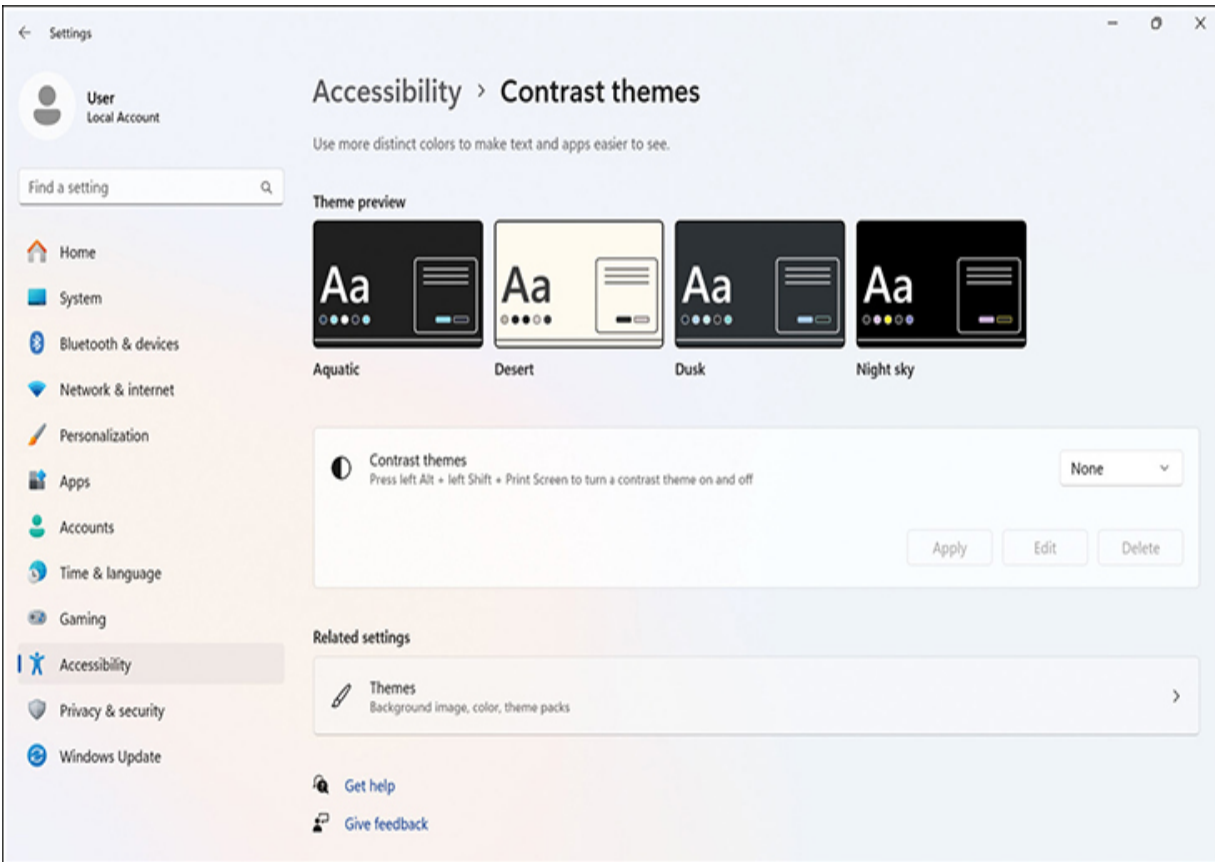 Settings
User
Local Account
Find a setting
Home
System
Bluetooth & devices
Network & internet
Personalization
Apps
Accounts
Time & language
Gaming
Accessibility
Privacy & security
Windows Update
Accessibility > Contrast themes
Use more distinct colors to make text and apps easier to see.
Theme preview
Aa Aa Aa Aa
Aquatic Desert Dusk Night sky
Contrast themes
Press left Alt + left Shift + Print Screen to turn a contrast theme on and off
None
Apply Edit Delete
Related settings
Themes
Background image, color, theme packs
Get help
Give feedback